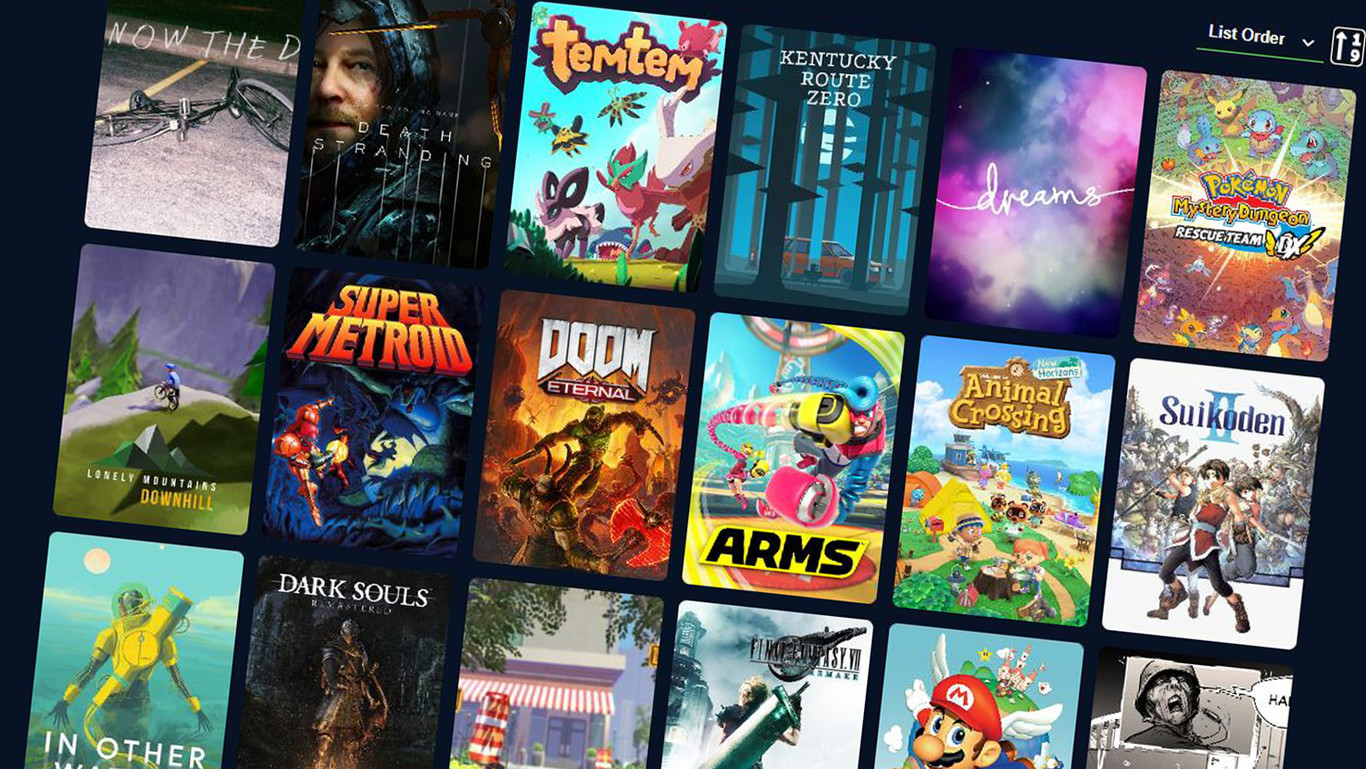 List Order
1
9
NOW THE D
DEATH
STRANDING
temtem
KENTUCKY
ROUTE
ZERO
dreams
POKéMON
Mystery Dungeon
RESCUE TEAM DX
LONELY MOUNTAINS
DOWNHILL
SUPER
METROID
DOOM
ETERNAL
ARMS
New
Horizons
Animal
Crossing
Suikoden
II
IN OTHER
DARK SOULS
REMASTERED
FINAL FANTASY VII
REMAKE
M
HA